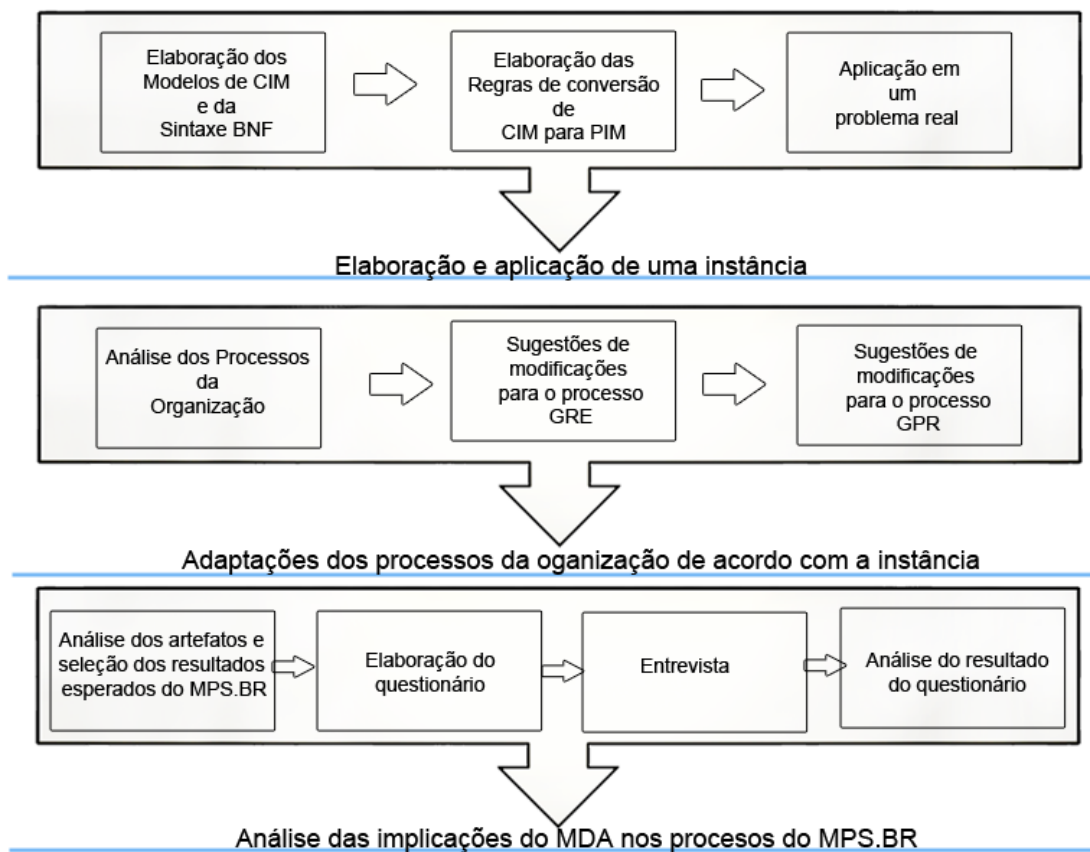 Elaboração dos
Modelos de CIM
e da
Sintaxe BNF
Elaboração das
Regras de conversão
de
CIM para PIM
Aplicação em
um
problema real
Elaboração e aplicação de uma instância
Análise dos Processos
da
Organização
Sugestões de
modificações
para o processo
GRE
Sugestões de
modificações
para o processo
GPR
Adaptações dos processos da oganização de acordo com a instância
Análise dos artefatos e
seleção dos resultados
esperados do MPS.BR
Elaboração do
questionário
Entrevista
Análise do resultado
do questionário
Análise das implicações do MDA nos procesos do MPS.BR